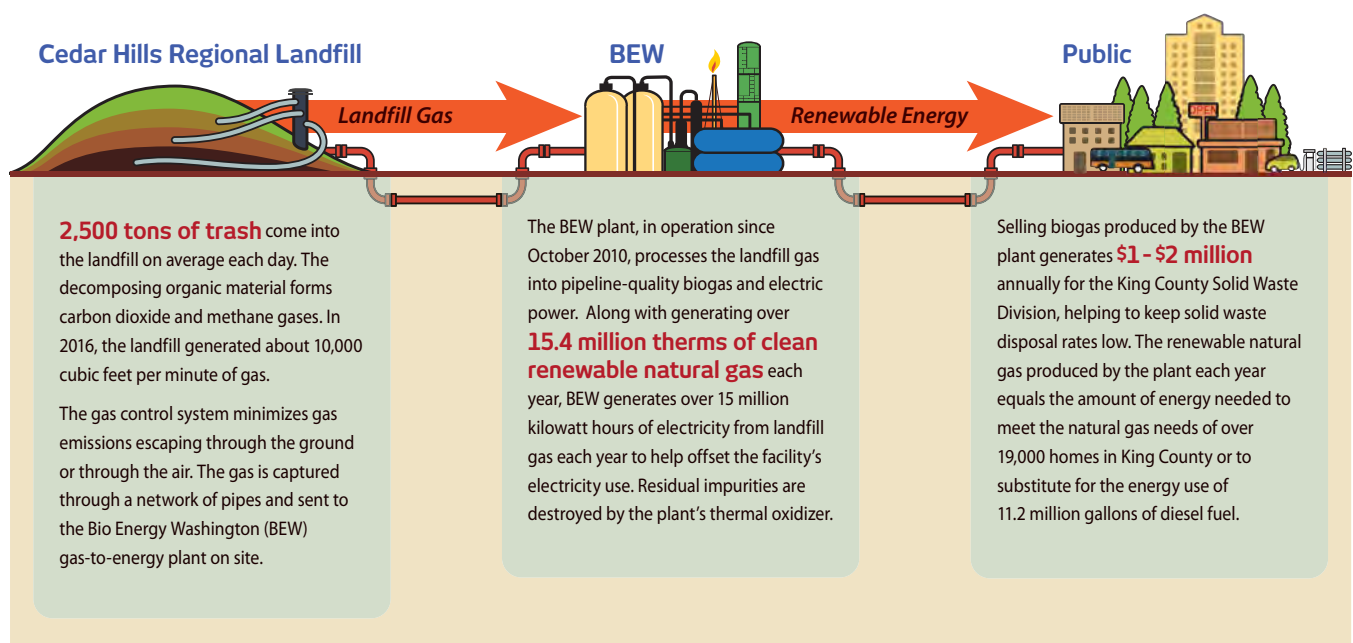 Cedar Hills Regional Landfill
BEW
Public
Landfill Gas
Renewable Energy
OPEN
2,500 tons of trash come into
the landfill on average each day. The
decomposing organic material forms
carbon dioxide and methane gases. In
2016, the landfill generated about 10,000
cubic feet per minute of gas.
The gas control system minimizes gas
emissions escaping through the ground
or through the air. The gas is captured
through a network of pipes and sent to
the Bio Energy Washington (BEW)
gas-to-energy plant on site.
The BEW plant, in operation since
October 2010, processes the landfill gas
into pipeline-quality biogas and electric
power. Along with generating over
15.4 million therms of clean
renewable natural gas each
year, BEW generates over 15 million
kilowatt hours of electricity from landfill
gas each year to help offset the facility's
electricity use. Residual impurities are
destroyed by the plant's thermal oxidizer.
Selling biogas produced by the BEW
plant generates $1 - $2 million
annually for the King County Solid Waste
Division, helping to keep solid waste
disposal rates low. The renewable natural
gas produced by the plant each year
equals the amount of energy needed to
meet the natural gas needs of over
19,000 homes in King County or to
substitute for the energy use of
11.2 million gallons of diesel fuel.